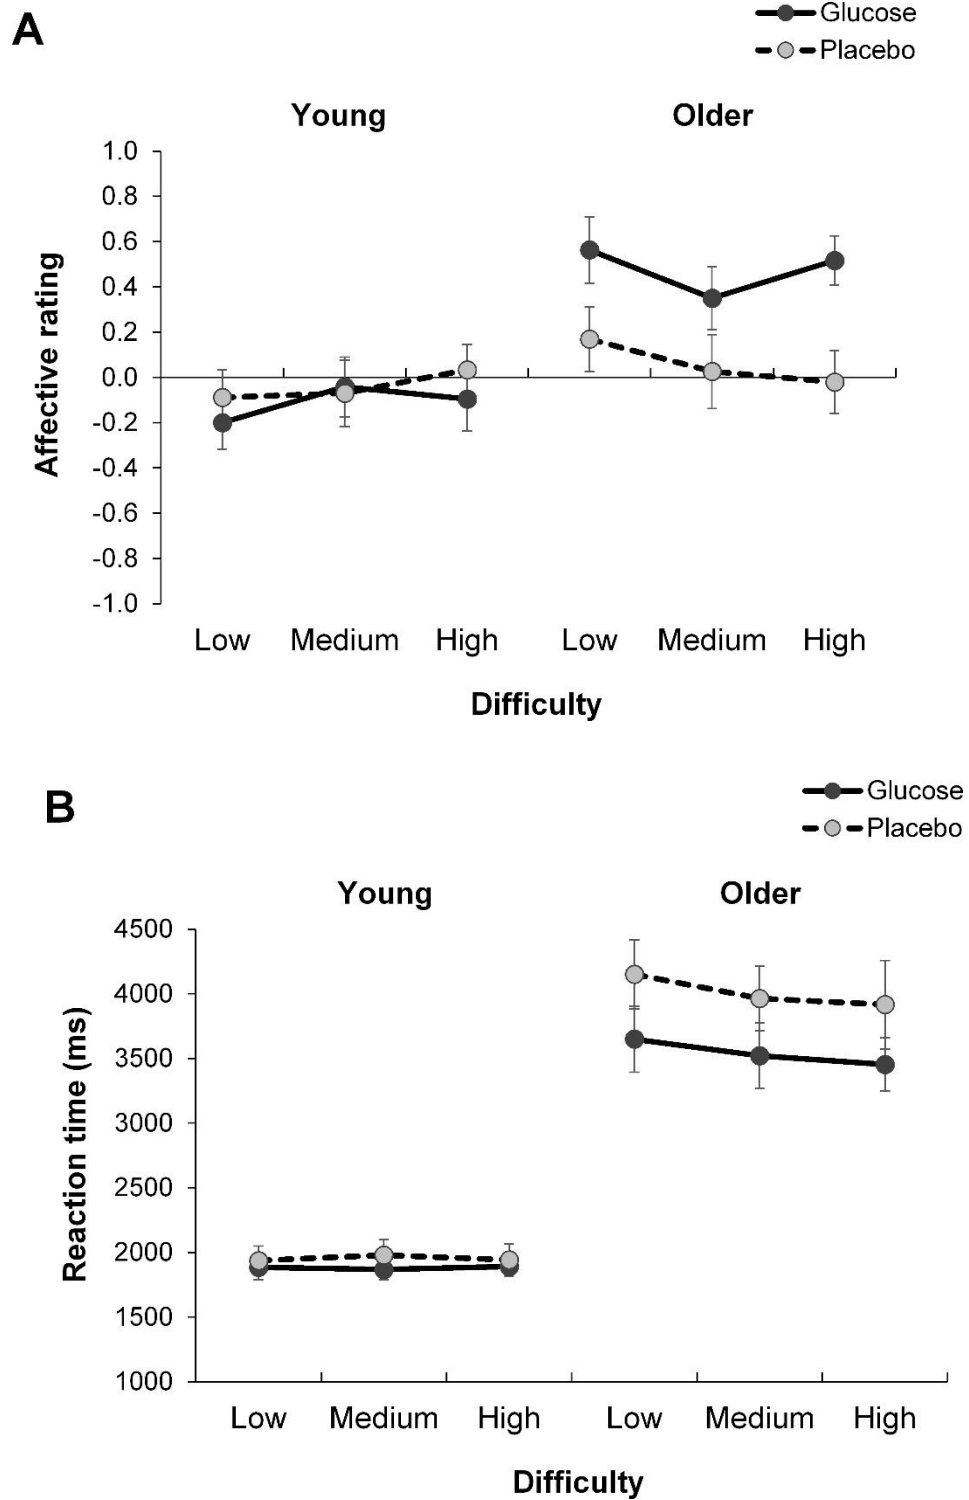 A
Glucose
Placebo
Young Older
1.0
0.8
0.6
0.4
0.2
0.0
-0.2
-0.4
-0.6
-0.8
-1.0
Affective rating
Low Medium High Low Medium High
Difficulty
B
Glucose
Placebo
Young Older
4500
4000
3500
3000
2500
2000
1500
1000
Reaction time (ms)
Low Medium High Low Medium High
Difficulty